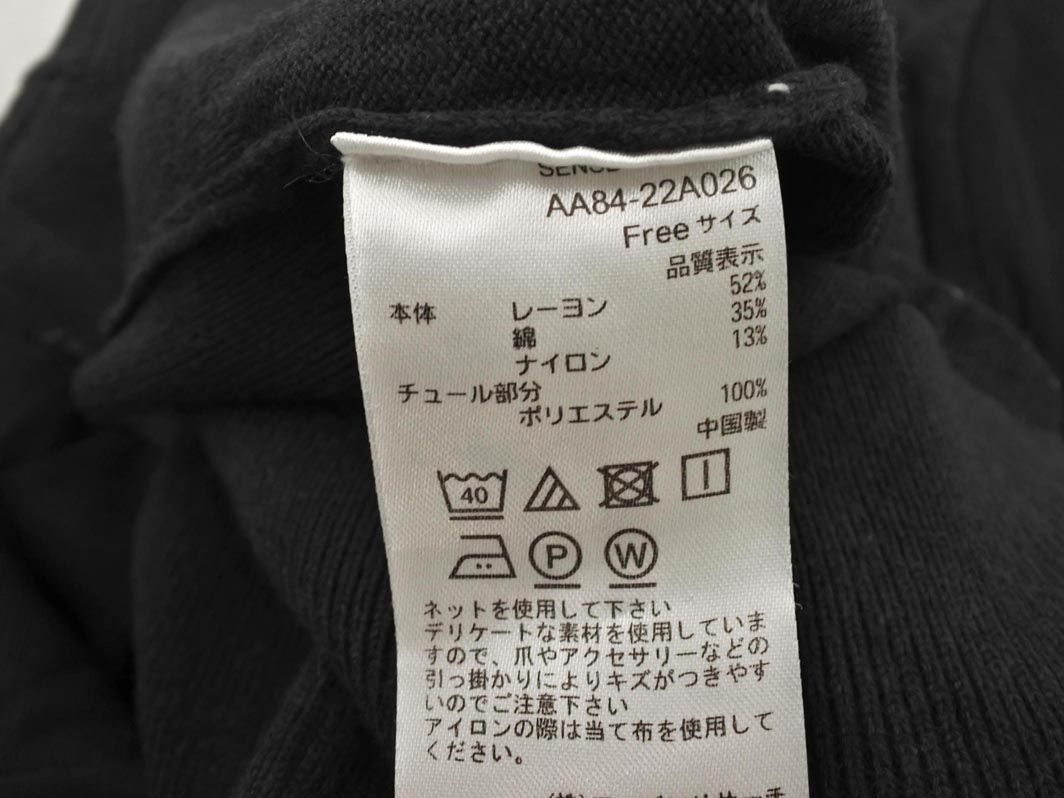 AA84-22A026
Free サイズ
品質表示
本体 レーヨン 52%
綿 35%
ナイロン 13%
チュール部分
ポリエステル 100%
中国製
40
P W
ネットを使用して下さい
デリケートな素材を使用していま
すので、爪やアクセサリーなどの
引っ掛かりによりキズがつきやす
いのでご注意下さい
アイロンの際は当て布を使用して
ください。